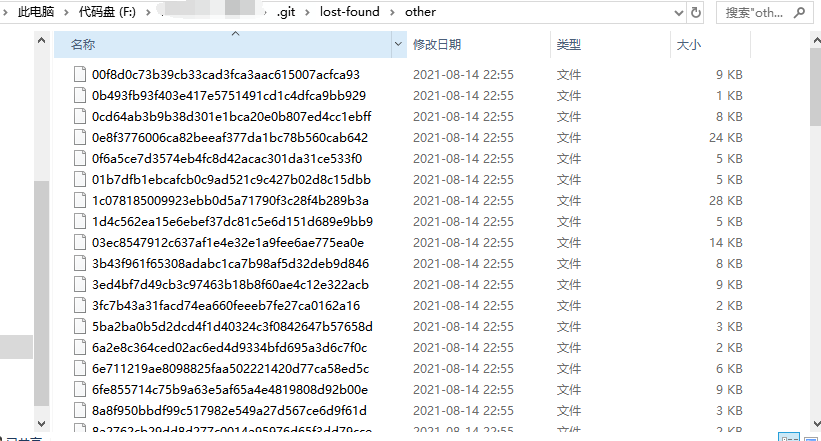 此电脑 › 代码盘 (F:) › › .git › lost-found › other
搜索"oth...
名称 修改日期 类型 大小
00f8d0c73b39cb33cad3fca3aac615007acfca93 2021-08-14 22:55 文件 9 KB
0b493fb93f403e417e5751491cd1c4dfca9bb929 2021-08-14 22:55 文件 1 KB
0cd64ab3b9b38d301e1bca20e0b807ed4cc1ebff 2021-08-14 22:55 文件 8 KB
0e8f3776006ca82beeaf377da1bc78b560cab642 2021-08-14 22:55 文件 24 KB
0f6a5ce7d3574eb4fc8d42acac301da31ce533f0 2021-08-14 22:55 文件 5 KB
01b7dfb1ebcafcb0c9ad521c9c427b02d8c15dbb 2021-08-14 22:55 文件 5 KB
1c078185009923ebb0d5a71790f3c28f4b289b3a 2021-08-14 22:55 文件 28 KB
1d4c562ea15e6ebef37dc81c5e6d151d689e9bb9 2021-08-14 22:55 文件 5 KB
03ec8547912c637af1e4e32e1a9fee6ae775ea0e 2021-08-14 22:55 文件 14 KB
3b43f961f65308adabc1ca7b98af5d32deb9d846 2021-08-14 22:55 文件 8 KB
3ed4bf7d49cb3c97463b18b8f60ae4c12e322acb 2021-08-14 22:55 文件 9 KB
3fc7b43a31facd74ea660feeeb7fe27ca0162a16 2021-08-14 22:55 文件 2 KB
5ba2ba0b5d2dcd4f1d40324c3f0842647b57658d 2021-08-14 22:55 文件 3 KB
6a2e8c364ced02ac6ed4d9334bfd695a3d6c7f0c 2021-08-14 22:55 文件 2 KB
6e711219ae8098825faa502221420d77ca58ed5c 2021-08-14 22:55 文件 6 KB
6fe855714c75b9a63e5af65a4e4819808d92b00e 2021-08-14 22:55 文件 9 KB
8a8f950bbdf99c517982e549a27d567ce6d9f61d 2021-08-14 22:55 文件 3 KB
2021-08-14 22:55 文件 2 KB